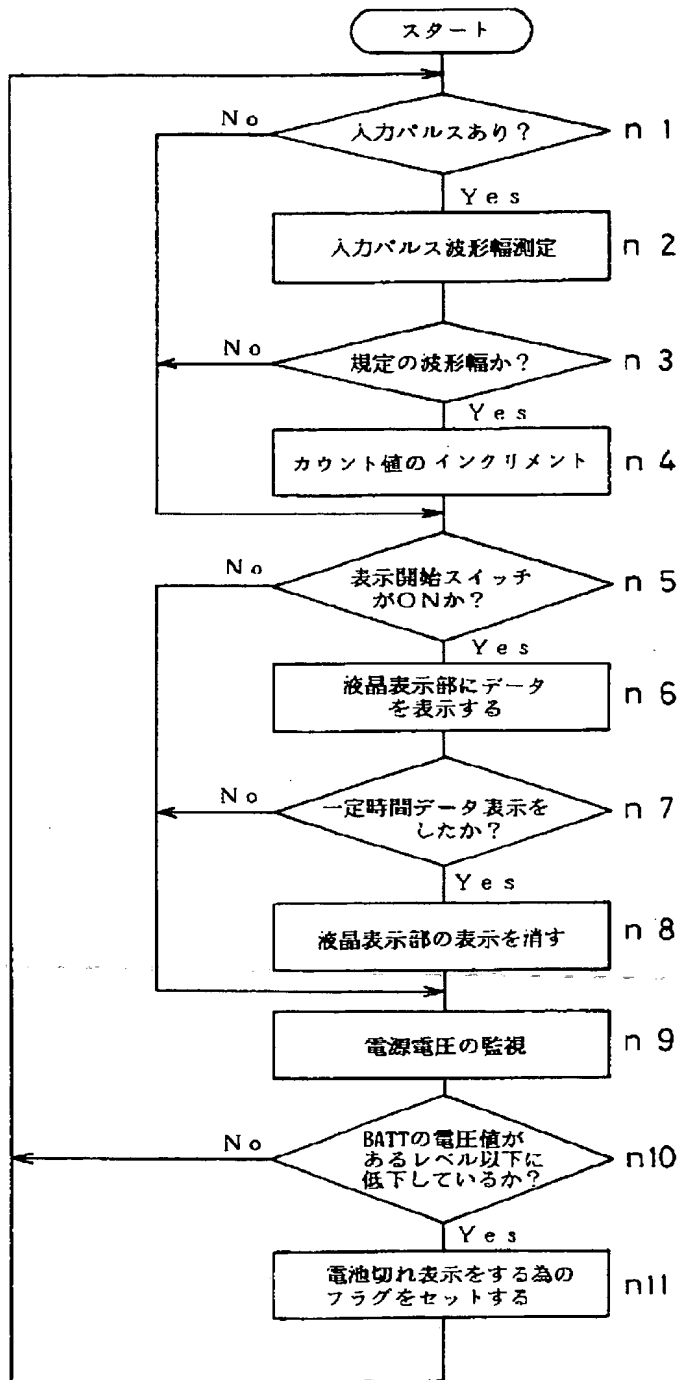 スタート
入力パルスあり?
n 1
No
Yes
入力パルス波形幅測定
n 2
規定の波形幅か?
n 3
No
Yes
カウント値のインクリメント
n 4
表示開始スイッチ
がONか?
n 5
No
Yes
液晶表示部にデータ
を表示する
n 6
一定時間データ表示を
したか?
n 7
No
Yes
液晶表示部の表示を消す
n 8
電源電圧の監視
n 9
BATTの電圧値が
あるレベル以下に
低下しているか?
n10
No
Yes
電池切れ表示をする為の
フラグをセットする
n11